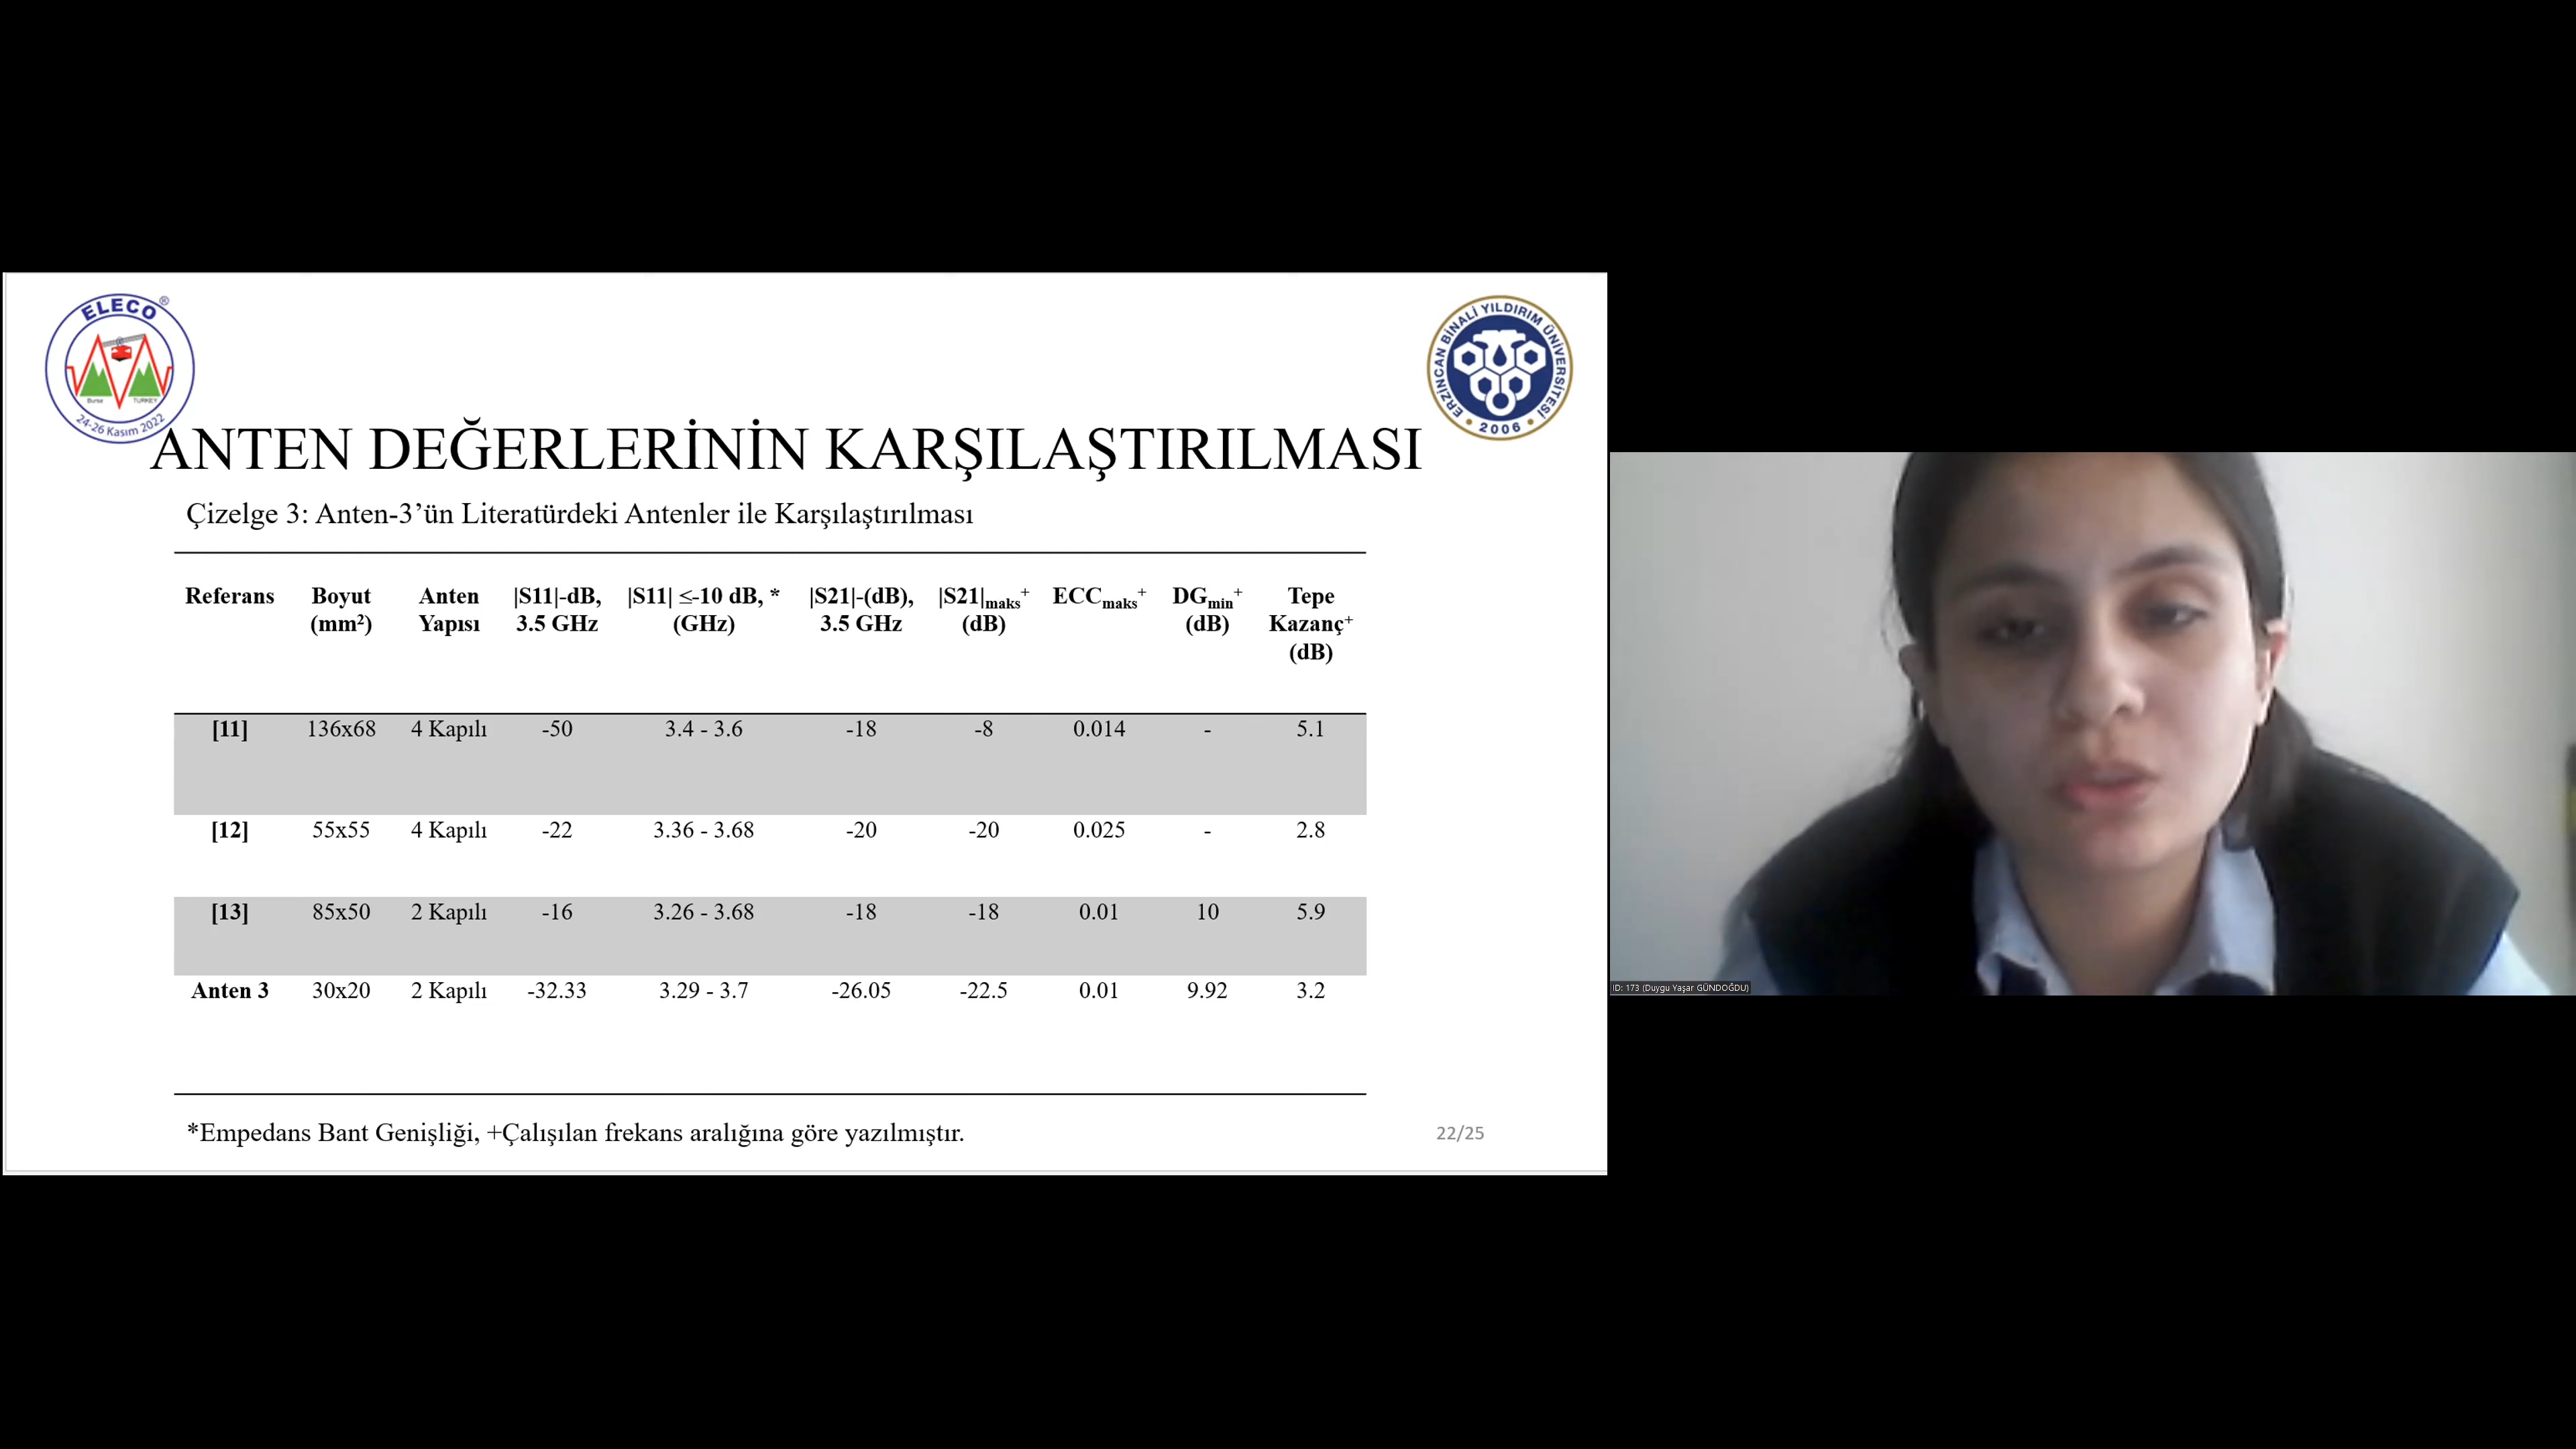 ELECO®
Bursa TURKEY
24-26 Kasım 2022
ERZİNCAN BİNALİ YILDIRIM ÜNİVERSİTESİ
2006
ANTEN DEĞERLERİNİN KARŞILAŞTIRILMASI
Çizelge 3: Anten-3’ün Literatürdeki Antenler ile Karşılaştırılması
Referans Boyut (mm²) Anten Yapısı |S11|-dB, 3.5 GHz |S11| ≤-10 dB, * (GHz) |S21|-(dB), 3.5 GHz |S21|maks⁺ (dB) ECCmaks⁺ DGmin⁺ (dB) Tepe Kazanç⁺ (dB)
[11] 136x68 4 Kapılı -50 3.4 - 3.6 -18 -8 0.014 - 5.1
[12] 55x55 4 Kapılı -22 3.36 - 3.68 -20 -20 0.025 - 2.8
[13] 85x50 2 Kapılı -16 3.26 - 3.68 -18 -18 0.01 10 5.9
Anten 3 30x20 2 Kapılı -32.33 3.29 - 3.7 -26.05 -22.5 0.01 9.92 3.2
*Empedans Bant Genişliği, +Çalışılan frekans aralığına göre yazılmıştır.
22/25
ID: 173 (Duygu Yaşar GÜNDOĞDU)